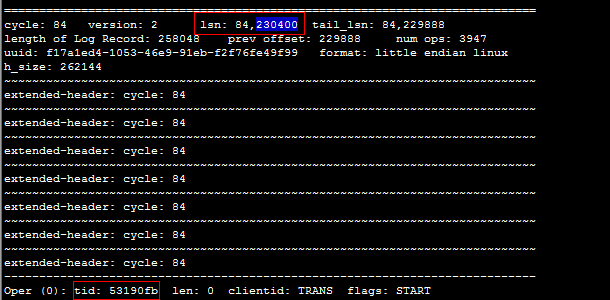 ======================================================================
cycle: 84 version: 2 lsn: 84,230400 tail_lsn: 84,229888
length of Log Record: 258048 prev offset: 229888 num ops: 3947
uuid: f17a1ed4-1053-46e9-91eb-f2f76fe49f99 format: little endian linux
h_size: 262144
~~~~~~~~~~~~~~~~~~~~~~~~~~~~~~~~~~~~~~~~~~~~~~~~~~~~~~~~~~~~~~~~~~~~~~
extended-header: cycle: 84
~~~~~~~~~~~~~~~~~~~~~~~~~~~~~~~~~~~~~~~~~~~~~~~~~~~~~~~~~~~~~~~~~~~~~~
extended-header: cycle: 84
~~~~~~~~~~~~~~~~~~~~~~~~~~~~~~~~~~~~~~~~~~~~~~~~~~~~~~~~~~~~~~~~~~~~~~
extended-header: cycle: 84
~~~~~~~~~~~~~~~~~~~~~~~~~~~~~~~~~~~~~~~~~~~~~~~~~~~~~~~~~~~~~~~~~~~~~~
extended-header: cycle: 84
~~~~~~~~~~~~~~~~~~~~~~~~~~~~~~~~~~~~~~~~~~~~~~~~~~~~~~~~~~~~~~~~~~~~~~
extended-header: cycle: 84
~~~~~~~~~~~~~~~~~~~~~~~~~~~~~~~~~~~~~~~~~~~~~~~~~~~~~~~~~~~~~~~~~~~~~~
extended-header: cycle: 84
~~~~~~~~~~~~~~~~~~~~~~~~~~~~~~~~~~~~~~~~~~~~~~~~~~~~~~~~~~~~~~~~~~~~~~
extended-header: cycle: 84
~~~~~~~~~~~~~~~~~~~~~~~~~~~~~~~~~~~~~~~~~~~~~~~~~~~~~~~~~~~~~~~~~~~~~~
Oper (0): tid: 53190fb len: 0 clientid: TRANS flags: START